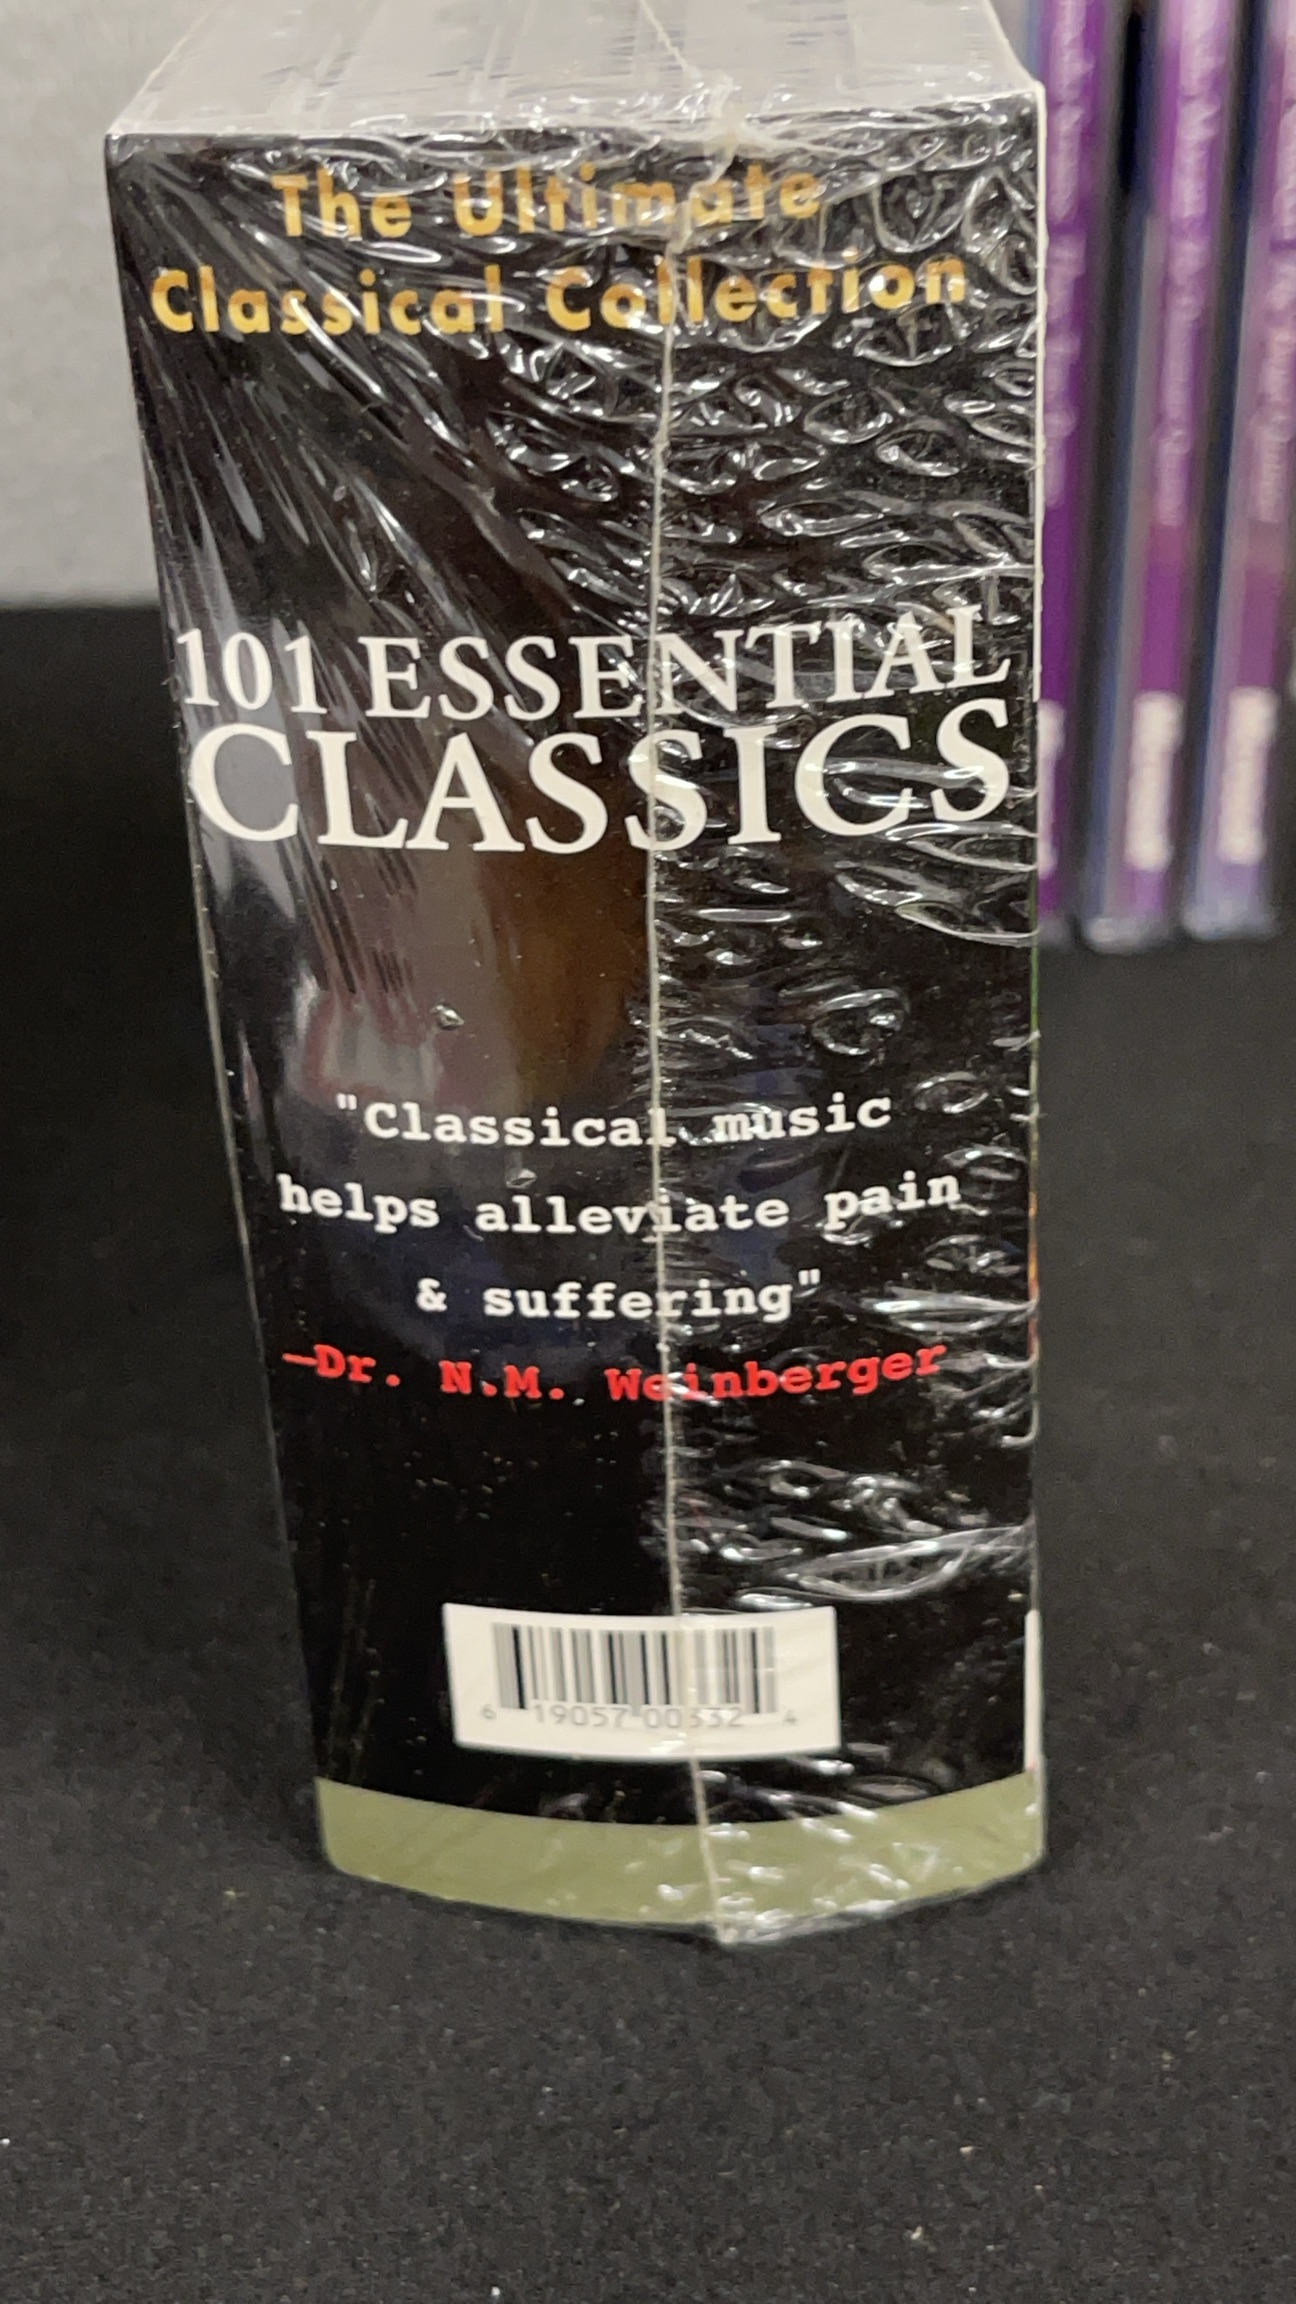 The Ultimate
Classical Collection
101 ESSENTIAL
CLASSICS
"Classical music
helps alleviate pain
& suffering"
—Dr. N.M. Weinberger
6 19057 00332 4